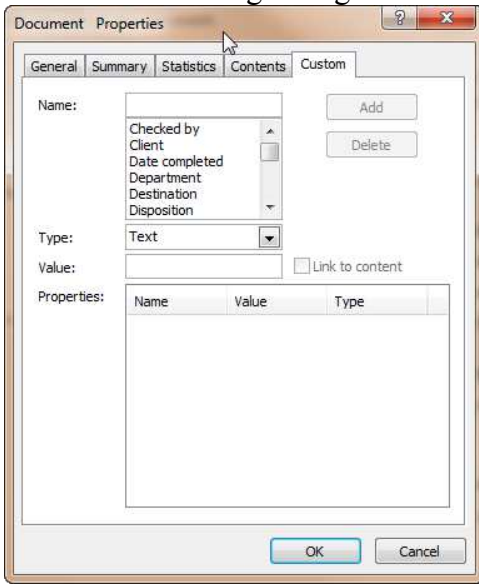 Document Properties
General Summary Statistics Contents Custom
Name:
Add
Checked by
Client
Delete
Date completed
Department
Destination
Disposition
Type: Text
Value: Link to content
Properties: Name Value Type
OK Cancel